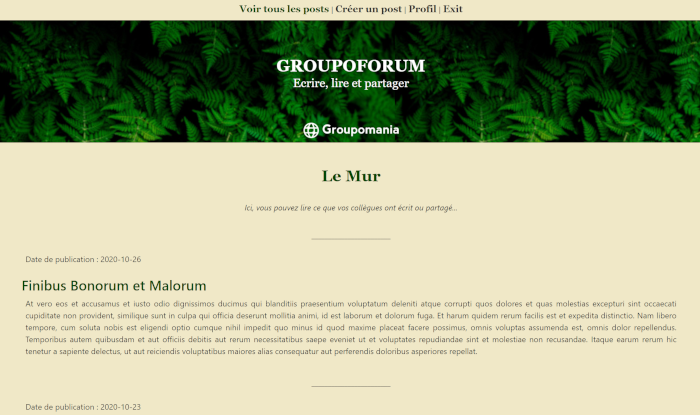 Voir tous les posts | Créer un post | Profil | Exit
GROUPOFORUM
Ecrire, lire et partager
Groupomania
Le Mur
Ici, vous pouvez lire ce que vos collègues ont écrit ou partagé...
Date de publication : 2020-10-26
Finibus Bonorum et Malorum
At vero eos et accusamus et iusto odio dignissimos ducimus qui blanditiis praesentium voluptatum deleniti atque corrupti quos dolores et quas molestias excepturi sint occaecati
cupiditate non provident, similique sunt in culpa qui officia deserunt mollitia animi, id est laborum et dolorum fuga. Et harum quidem rerum facilis est et expedita distinctio. Nam libero
tempore, cum soluta nobis est eligendi optio cumque nihil impedit quo minus id quod maxime placeat facere possimus, omnis voluptas assumenda est, omnis dolor repellendus.
Temporibus autem quibusdam et aut officiis debitis aut rerum necessitatibus saepe eveniet ut et voluptates repudiandae sint et molestiae non recusandae. Itaque earum rerum hic
tenetur a sapiente delectus, ut aut reiciendis voluptatibus maiores alias consequatur aut perferendis doloribus asperiores repellat.
Date de publication : 2020-10-23